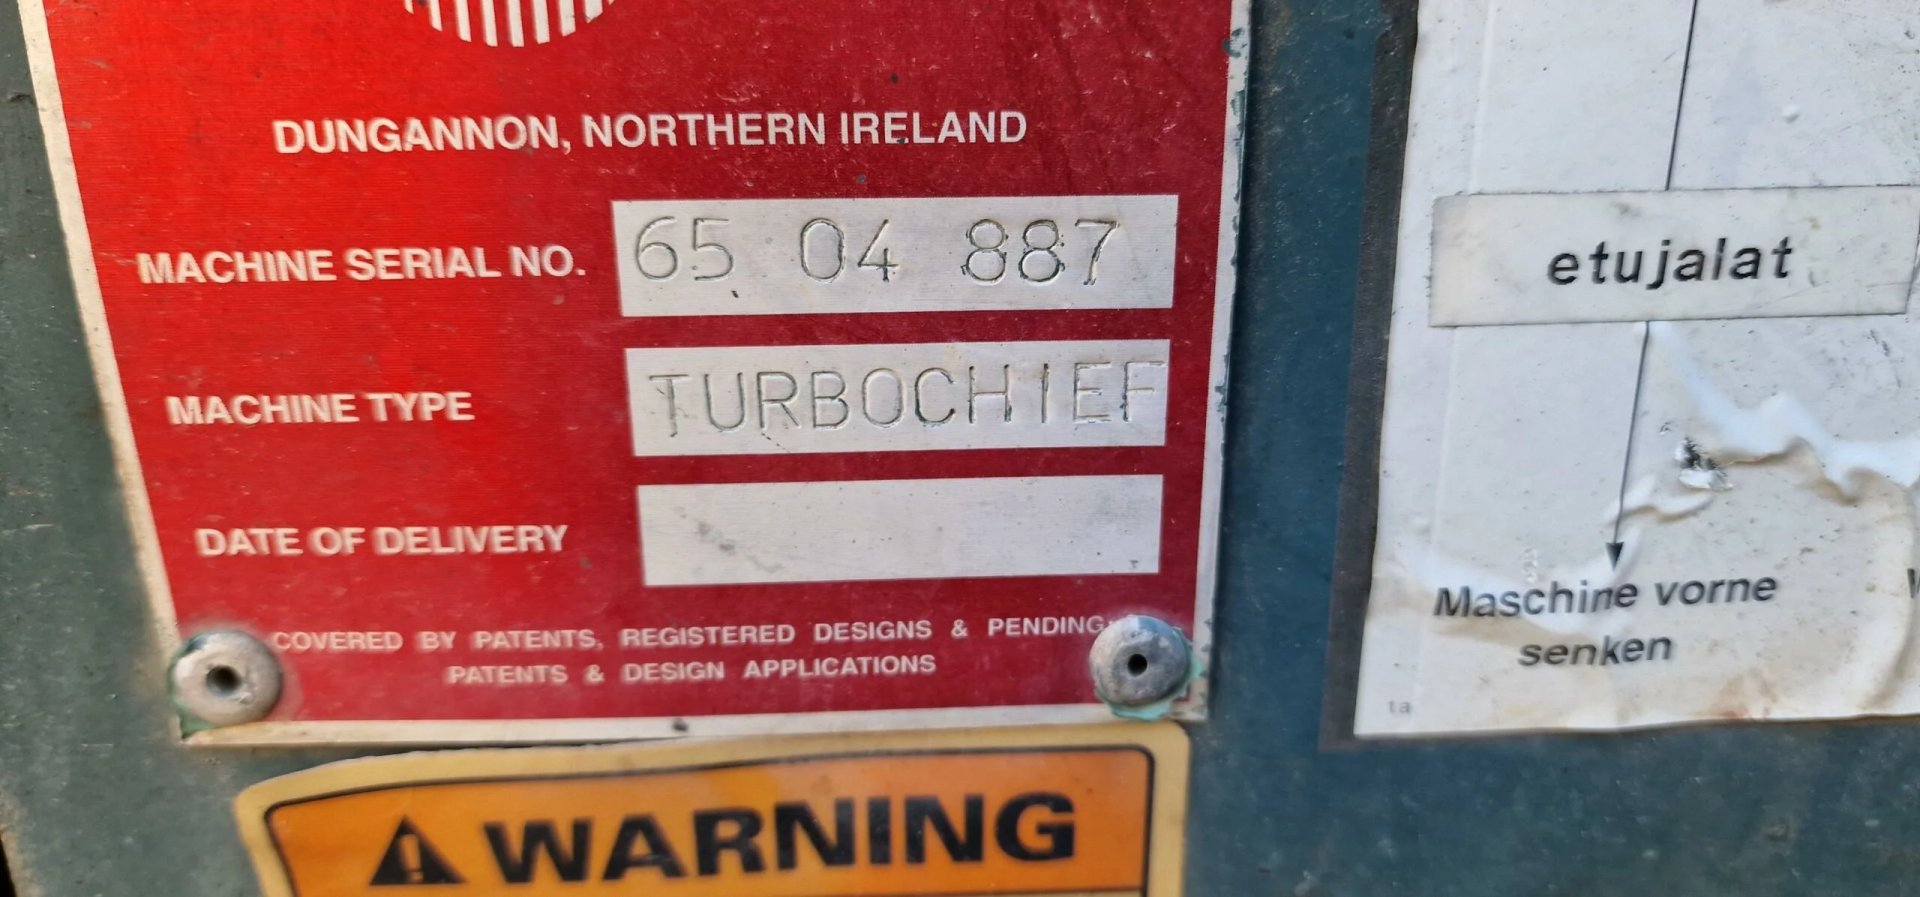 DUNGANNON, NORTHERN IRELAND
MACHINE SERIAL NO. 65 04 887
MACHINE TYPE TURBOCHIEF
DATE OF DELIVERY
COVERED BY PATENTS, REGISTERED DESIGNS & PENDING
PATENTS & DESIGN APPLICATIONS
WARNING
etujalat
Maschine vorne
senken
1a